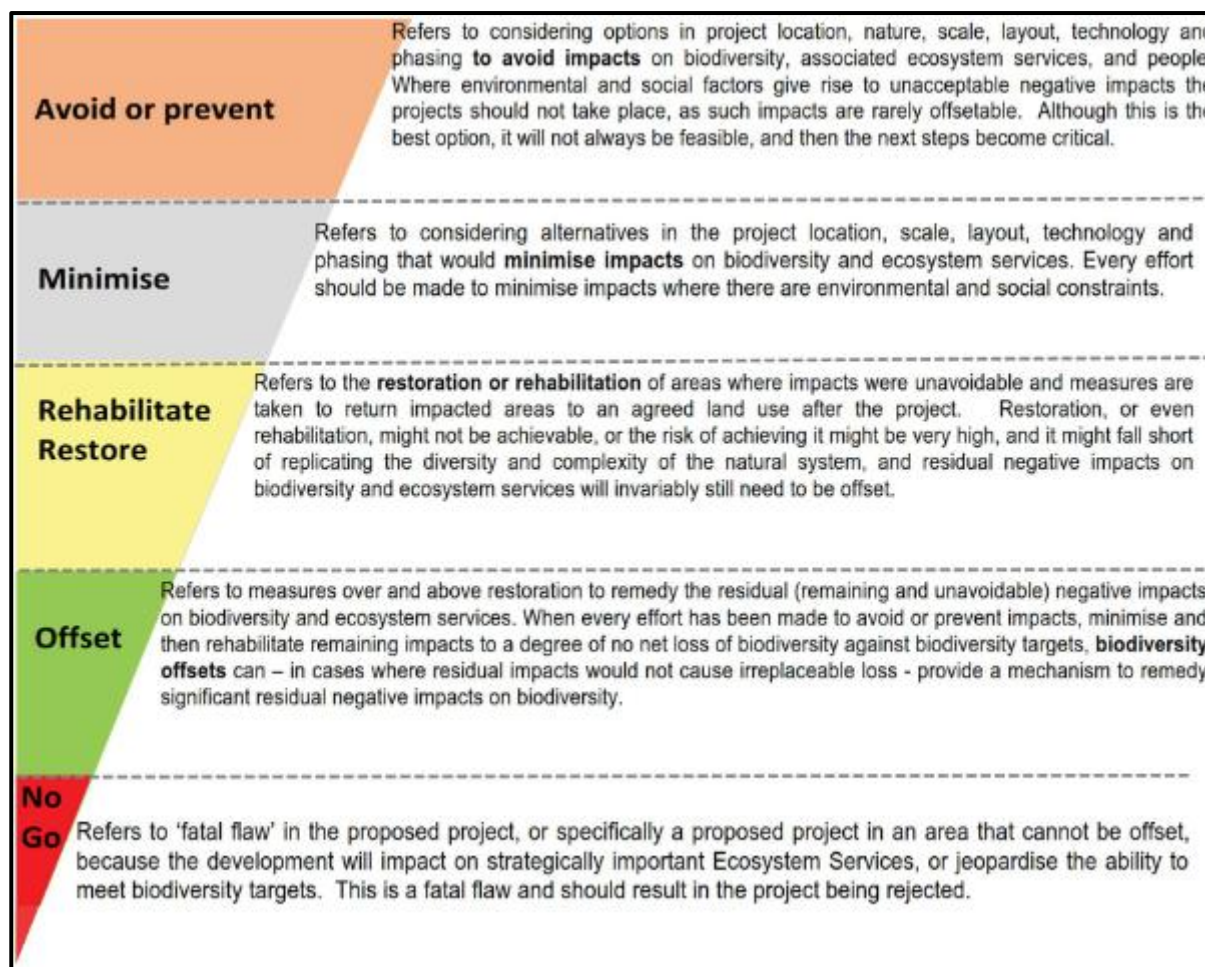 Avoid or prevent
Refers to considering options in project location, nature, scale, layout, technology and
phasing to avoid impacts on biodiversity, associated ecosystem services, and people
Where environmental and social factors give rise to unacceptable negative impacts the
projects should not take place, as such impacts are rarely offsetable. Although this is the
best option, it will not always be feasible, and then the next steps become critical.
Minimise
Refers to considering alternatives in the project location, scale, layout, technology and
phasing that would minimise impacts on biodiversity and ecosystem services. Every effort
should be made to minimise impacts where there are environmental and social constraints.
Rehabilitate
Restore
Refers to the restoration or rehabilitation of areas where impacts were unavoidable and measures are
taken to return impacted areas to an agreed land use after the project. Restoration, or even
rehabilitation, might not be achievable, or the risk of achieving it might be very high, and it might fall short
of replicating the diversity and complexity of the natural system, and residual negative impacts on
biodiversity and ecosystem services will invariably still need to be offset.
Offset
Refers to measures over and above restoration to remedy the residual (remaining and unavoidable) negative impacts
on biodiversity and ecosystem services. When every effort has been made to avoid or prevent impacts, minimise and
then rehabilitate remaining impacts to a degree of no net loss of biodiversity against biodiversity targets, biodiversity
offsets can – in cases where residual impacts would not cause irreplaceable loss - provide a mechanism to remedy
significant residual negative impacts on biodiversity.
No
Go
Refers to ‘fatal flaw’ in the proposed project, or specifically a proposed project in an area that cannot be offset,
because the development will impact on strategically important Ecosystem Services, or jeopardise the ability to
meet biodiversity targets. This is a fatal flaw and should result in the project being rejected.